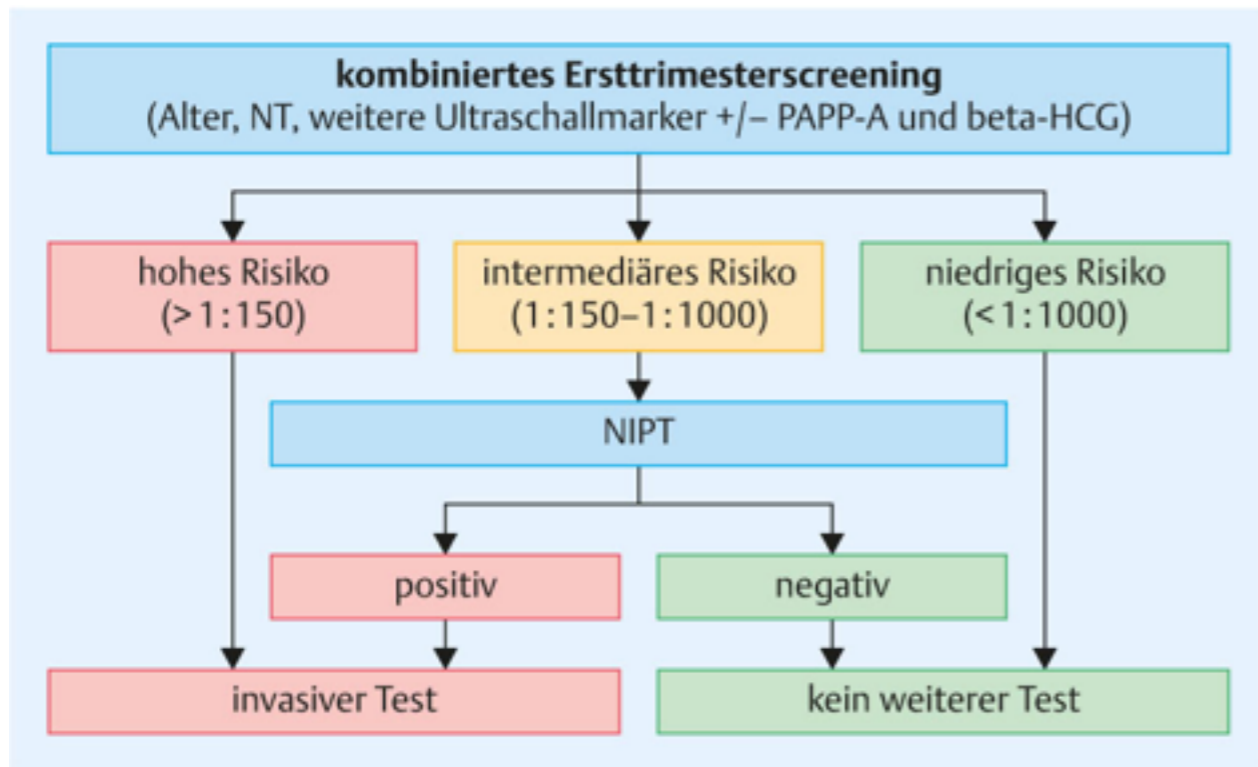 kombiniertes Ersttrimesterscreening
(Alter, NT, weitere Ultraschallmarker +/– PAPP-A und beta-HCG)
hohes Risiko
(> 1 : 150)
intermediäres Risiko
(1 : 150–1 : 1000)
niedriges Risiko
(< 1 : 1000)
NIPT
positiv
negativ
invasiver Test
kein weiterer Test